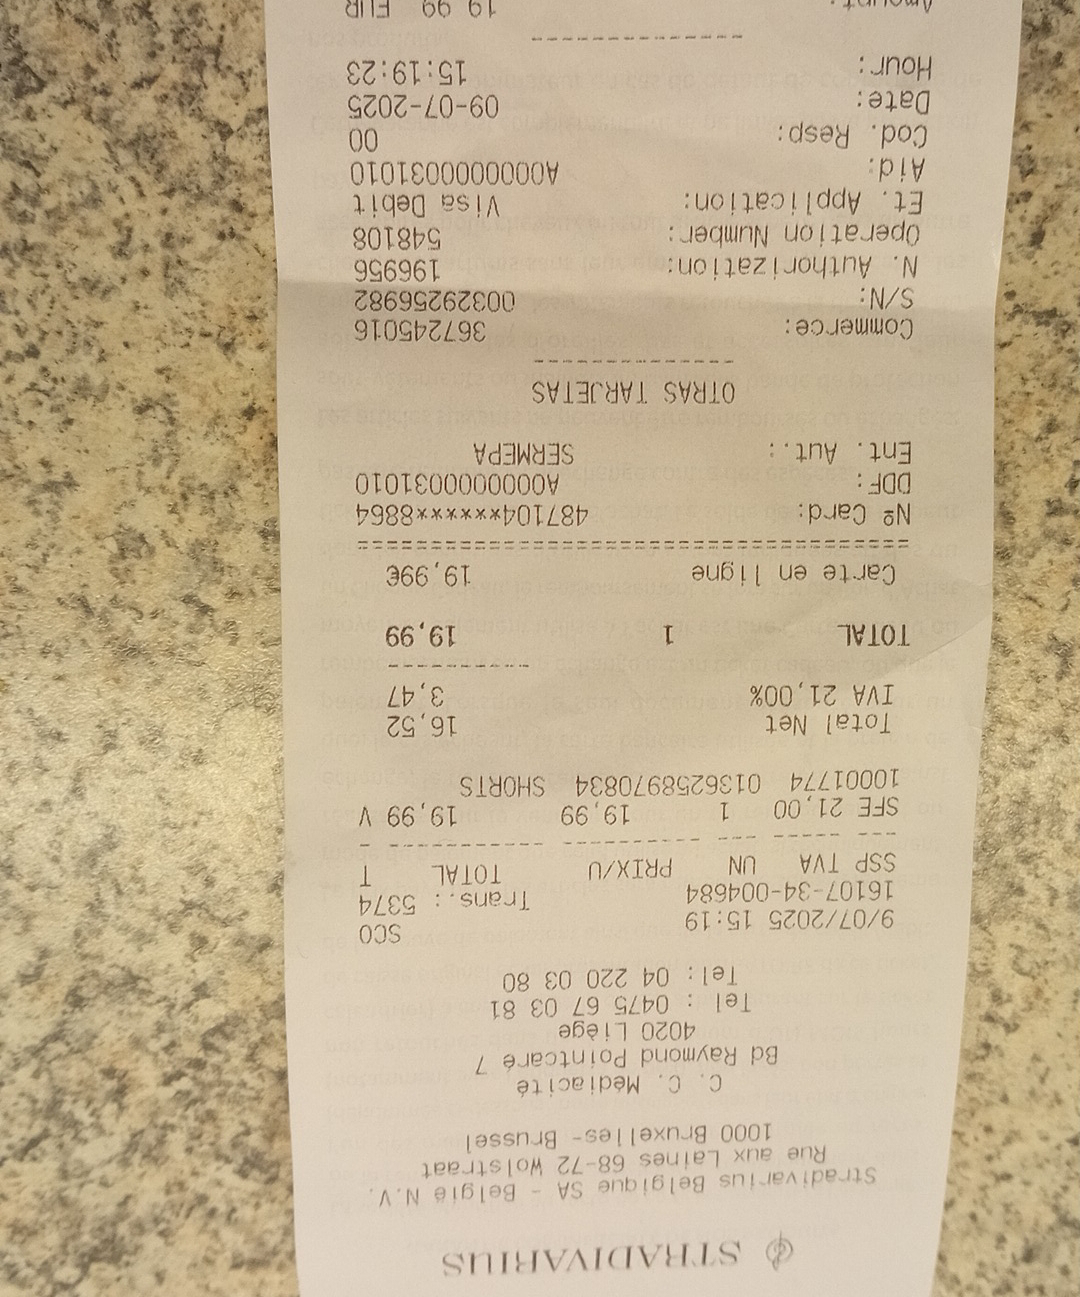 STRADIVARIUS
Stradivarius Belgique SA - België N.V.
Rue aux Laines 68-72 Wolstraat
1000 Bruxelles- Brussel
C. C. Médiacité
Bd Raymond Pointcaré 7
4020 Liège
Tel : 0475 67 03 81
Tel: 04 220 03 80
9/07/2025 15:19 SCO
16107-34-004684 Trans.: 5374
SSP TVA UN PRIX/U TOTAL T
SFE 21,00 1 19,99 19,99 V
10001774 0136258970834 SHORTS
Total Net 16,52
IVA 21,00% 3,47
TOTAL 1 19,99
Carte en ligne 19,99€
Nº Card: 487104*******8864
DDF: A0000000031010
Ent. Aut.: SERMEPA
OTRAS TARJETAS
Commerce: 367245016
S/N: 00329256982
N. Authorization: 196956
Operation Number: 548108
Et. Application: Visa Debit
Aid: A0000000031010
Cod. Resp: 00
Date: 09-07-2025
Hour: 15:19:23
Amount: 19,99 EUR